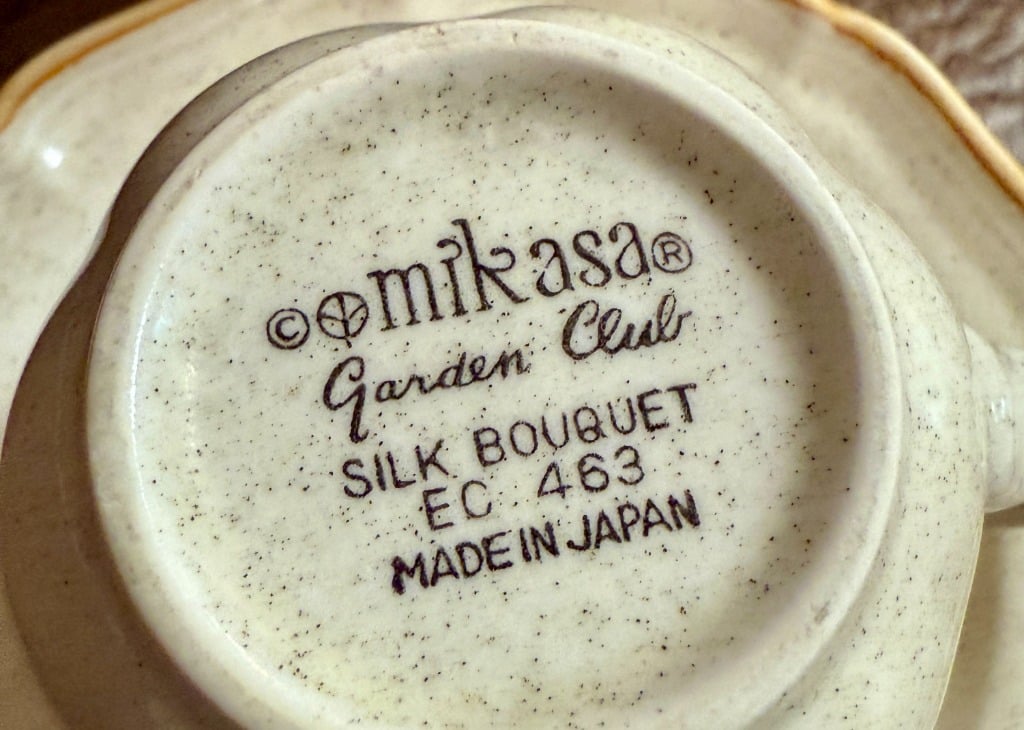 © mikasa®
Garden Club
SILK BOUQUET
EC 463
MADE IN JAPAN